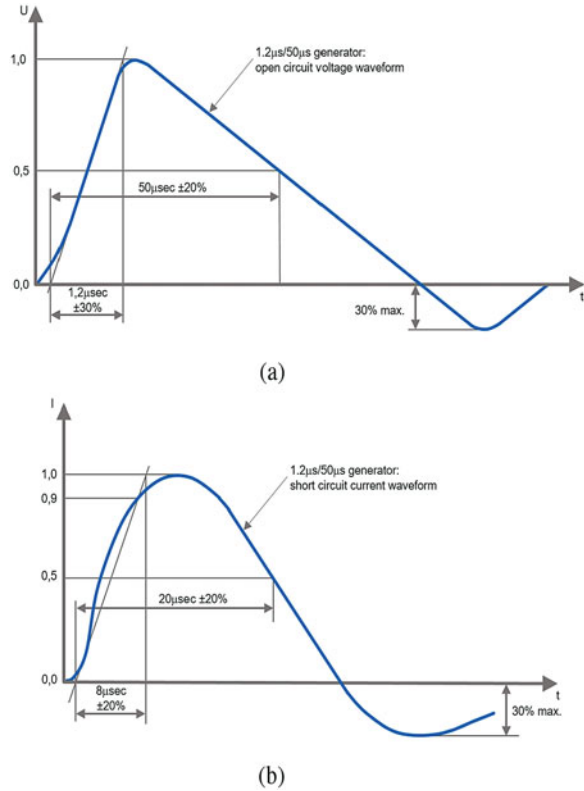 U
1,0
1.2µs/50µs generator:
open circuit voltage waveform
0,5
50µsec ±20%
0,0
1,2µsec
±30%
30% max.
t
(a)
I
1,0
0,9
1.2µs/50µs generator:
short circuit current waveform
0,5
20µsec ±20%
0,0
8µsec
±20%
30% max.
t
(b)